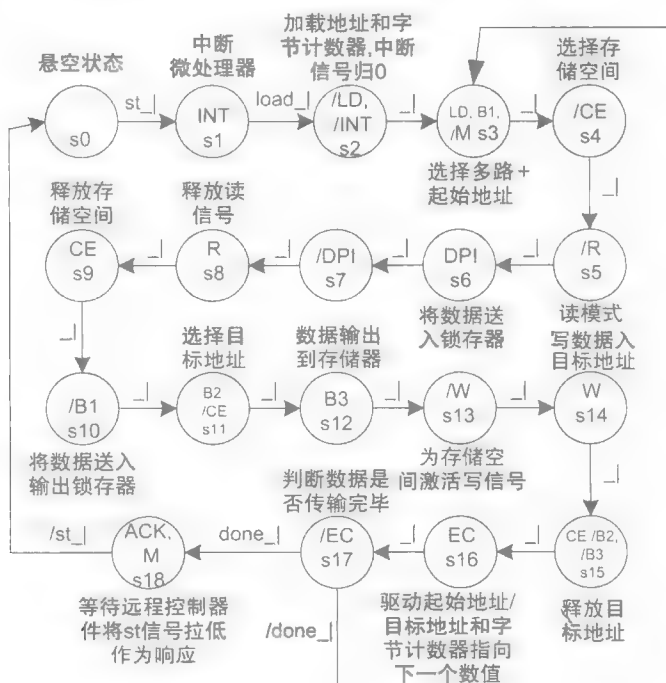 悬空状态
st_|
s0
中断
微处理器
INT
s1
load_|
加载地址和字
节计数器,中断
信号归0
/LD,
/INT
s2
_|
LD, B1,
/M s3
选择多路+
起始地址
_|
选择存
储空间
/CE
s4
_|
释放存
储空间
CE
s9
_|
释放读
信号
R
s8
_|
/DPI
s7
_|
DPI
s6
将数据送
入锁存器
_|
/R
s5
读模式
_|
/B1
s10
将数据送入
输出锁存器
_|
选择目
标地址
B2
/CE
s11
_|
数据输出
到存储器
B3
s12
_|
/W
s13
为存储空
间激活写信号
_|
写数据入
目标地址
W
s14
_|
/st_|
ACK,
M
s18
等待远程控制器
件将st信号拉低
作为响应
done_|
判断数据是
否传输完毕
/EC
s17
/done_|
_|
EC
s16
驱动起始地址/
目标地址和字
节计数器指向
下一个数值
_|
CE /B2,
/B3
s15
释放目
标地址